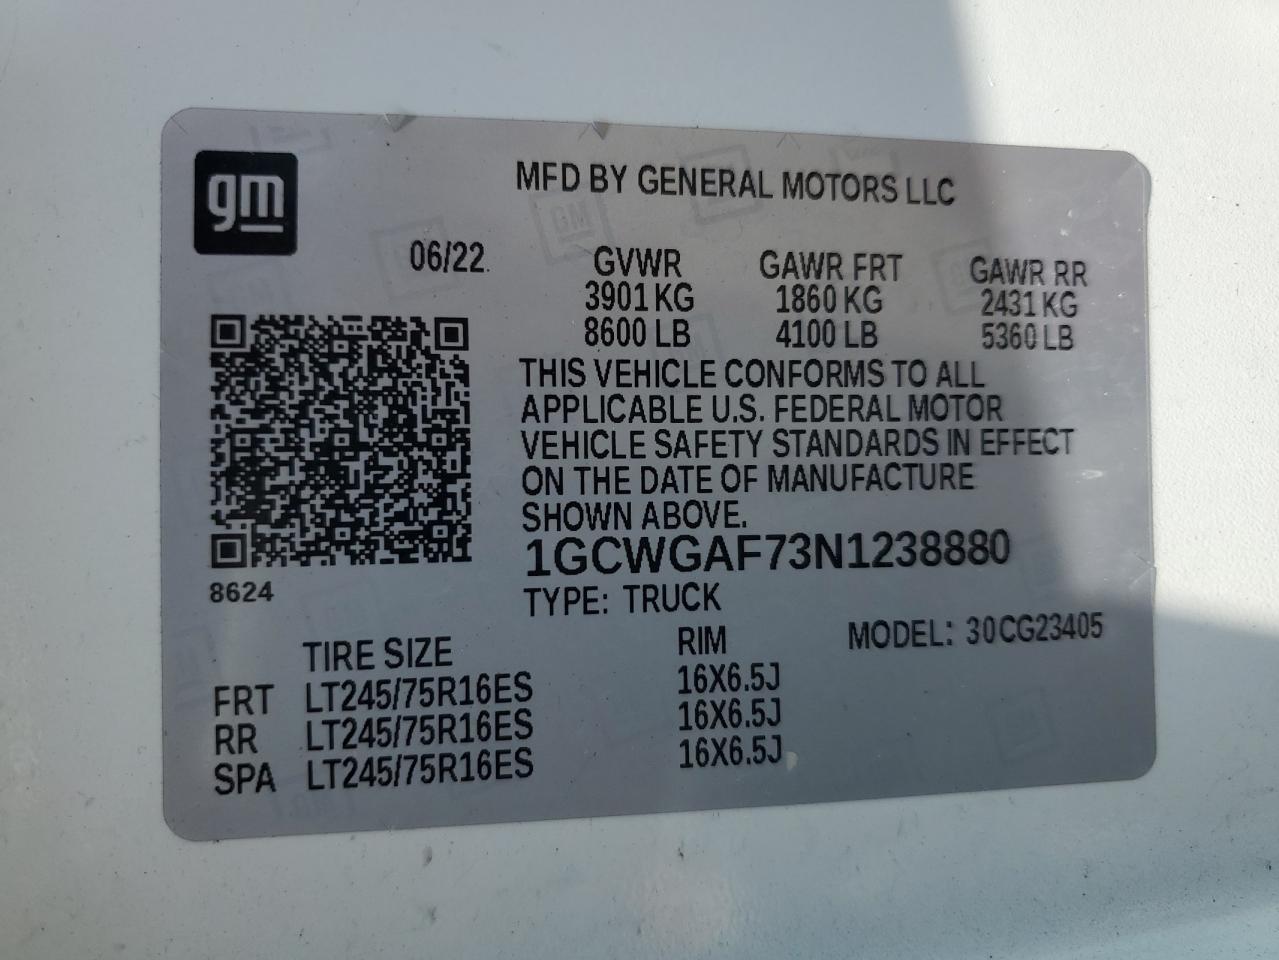 gm
MFD BY GENERAL MOTORS LLC
06/22
GVWR GAWR FRT GAWR RR
3901 KG 1860 KG 2431 KG
8600 LB 4100 LB 5360 LB
THIS VEHICLE CONFORMS TO ALL
APPLICABLE U.S. FEDERAL MOTOR
VEHICLE SAFETY STANDARDS IN EFFECT
ON THE DATE OF MANUFACTURE
SHOWN ABOVE.
1GCWGAF73N1238880
8624
TYPE: TRUCK
MODEL: 30CG23405
TIRE SIZE RIM
FRT LT245/75R16ES 16X6.5J
RR LT245/75R16ES 16X6.5J
SPA LT245/75R16ES 16X6.5J